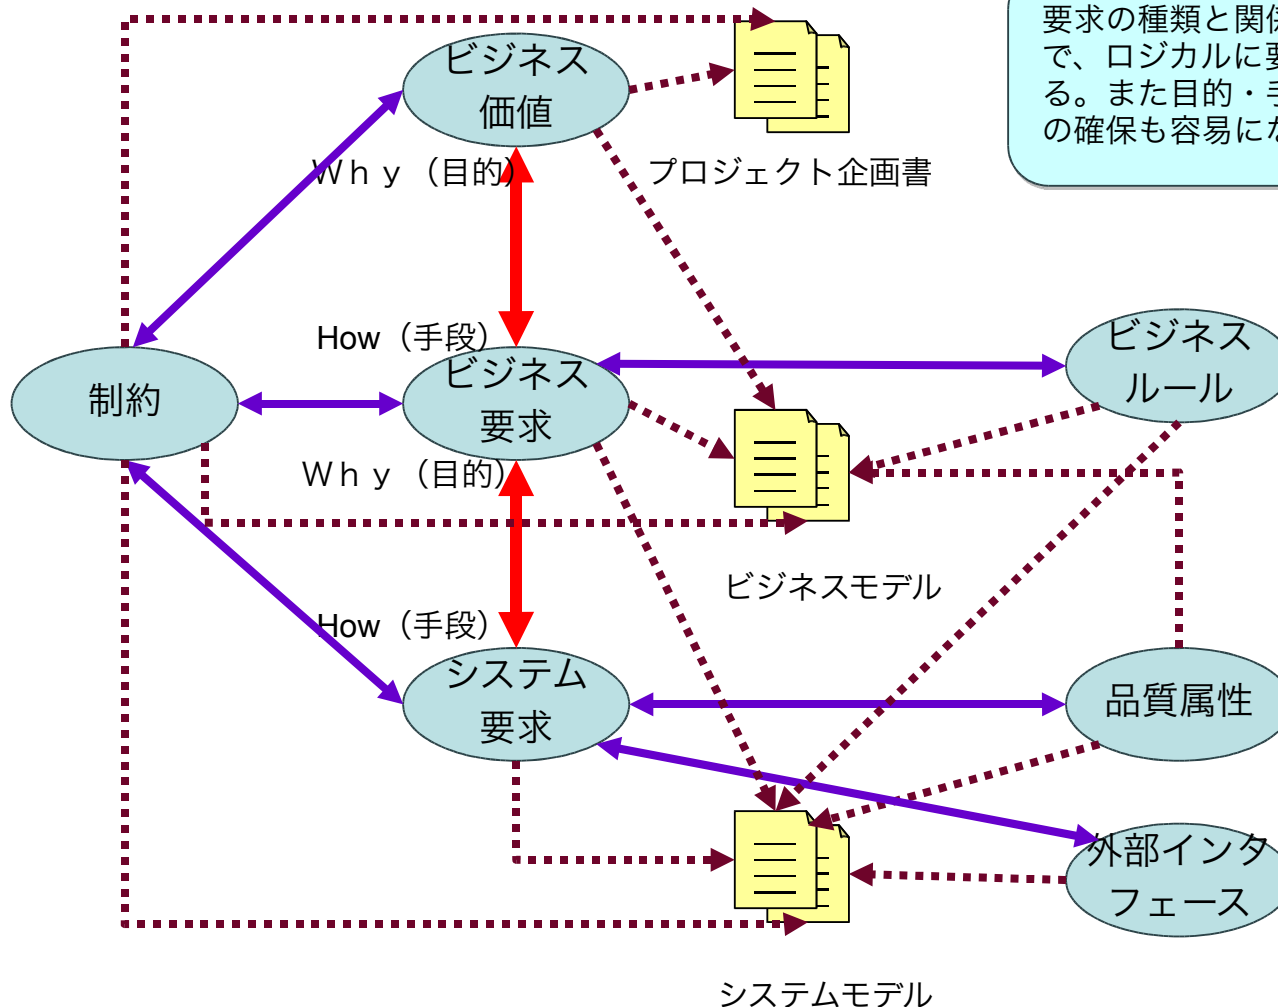 要求の種類と関係
で、ロジカルに要
る。また目的・手
の確保も容易にな
ビジネス
価値
Ｗｈｙ（目的）
プロジェクト企画書
How（手段）
ビジネス
要求
制約
ビジネス
ルール
Ｗｈｙ（目的）
ビジネスモデル
How（手段）
システム
要求
品質属性
外部インタ
フェース
システムモデル